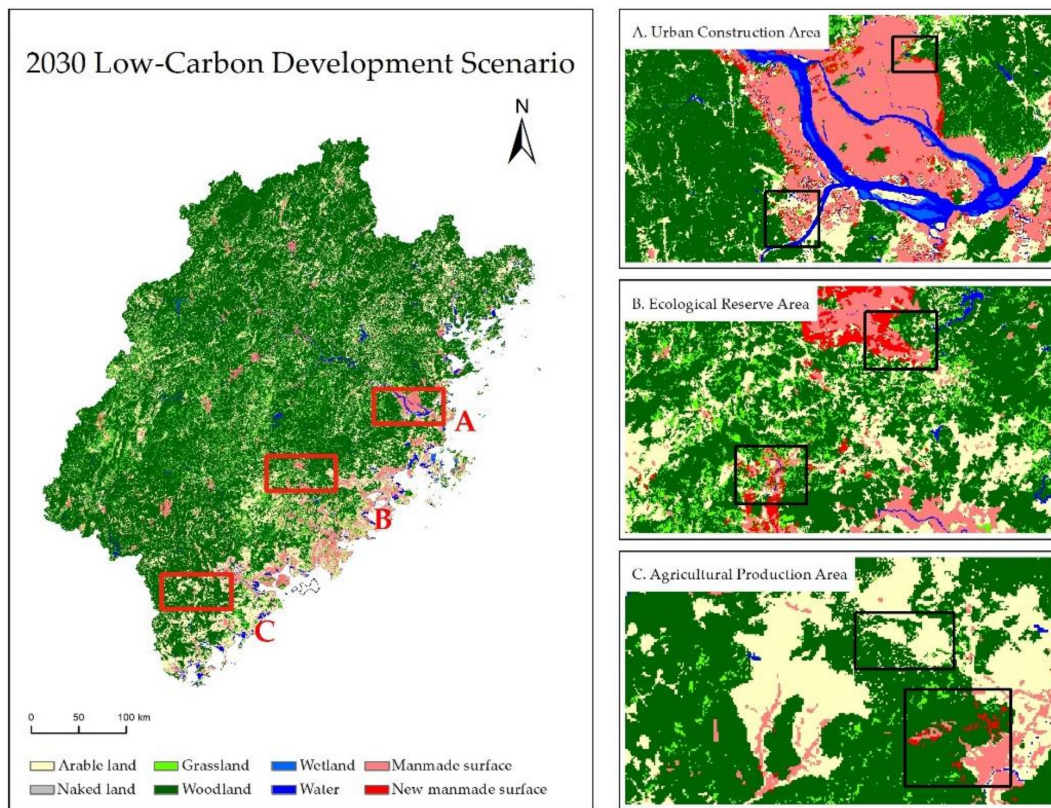 2030 Low-Carbon Development Scenario
N
A
B
C
0 50 100 km
Arable land Grassland Wetland Manmade surface
Naked land Woodland Water New manmade surface
A. Urban Construction Area
B. Ecological Reserve Area
C. Agricultural Production Area